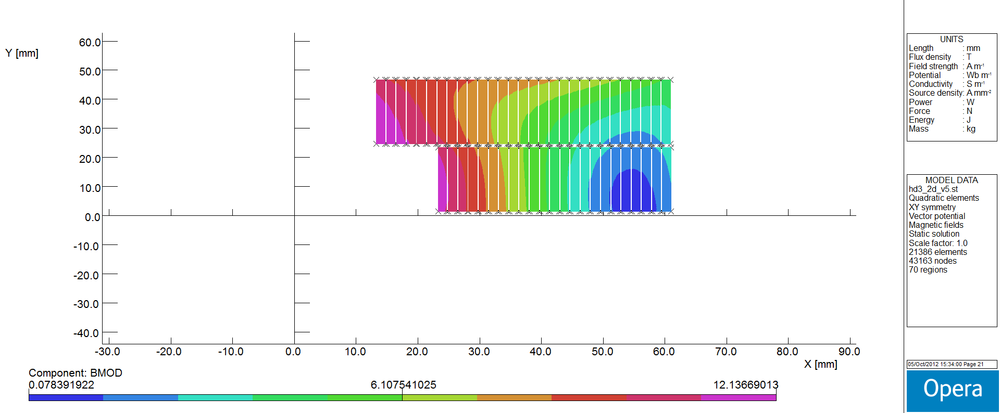 Y [mm]
60.0
50.0
40.0
30.0
20.0
10.0
0.0
-10.0
-20.0
-30.0
-40.0
-30.0 -20.0 -10.0 0.0 10.0 20.0 30.0 40.0 50.0 60.0 70.0 80.0 90.0
X [mm]
Component: BMOD
0.078391922 6.107541025 12.13669013
UNITS
Length : mm
Flux density : T
Field strength : A m⁻¹
Potential : Wb m⁻¹
Conductivity : S m⁻¹
Source density: A mm⁻²
Power : W
Force : N
Energy : J
Mass : kg
MODEL DATA
hd3_2d_v5.st
Quadratic elements
XY symmetry
Vector potential
Magnetic fields
Static solution
Scale factor: 1.0
21386 elements
43163 nodes
70 regions
05/Oct/2012 15:34:00 Page 21
Opera